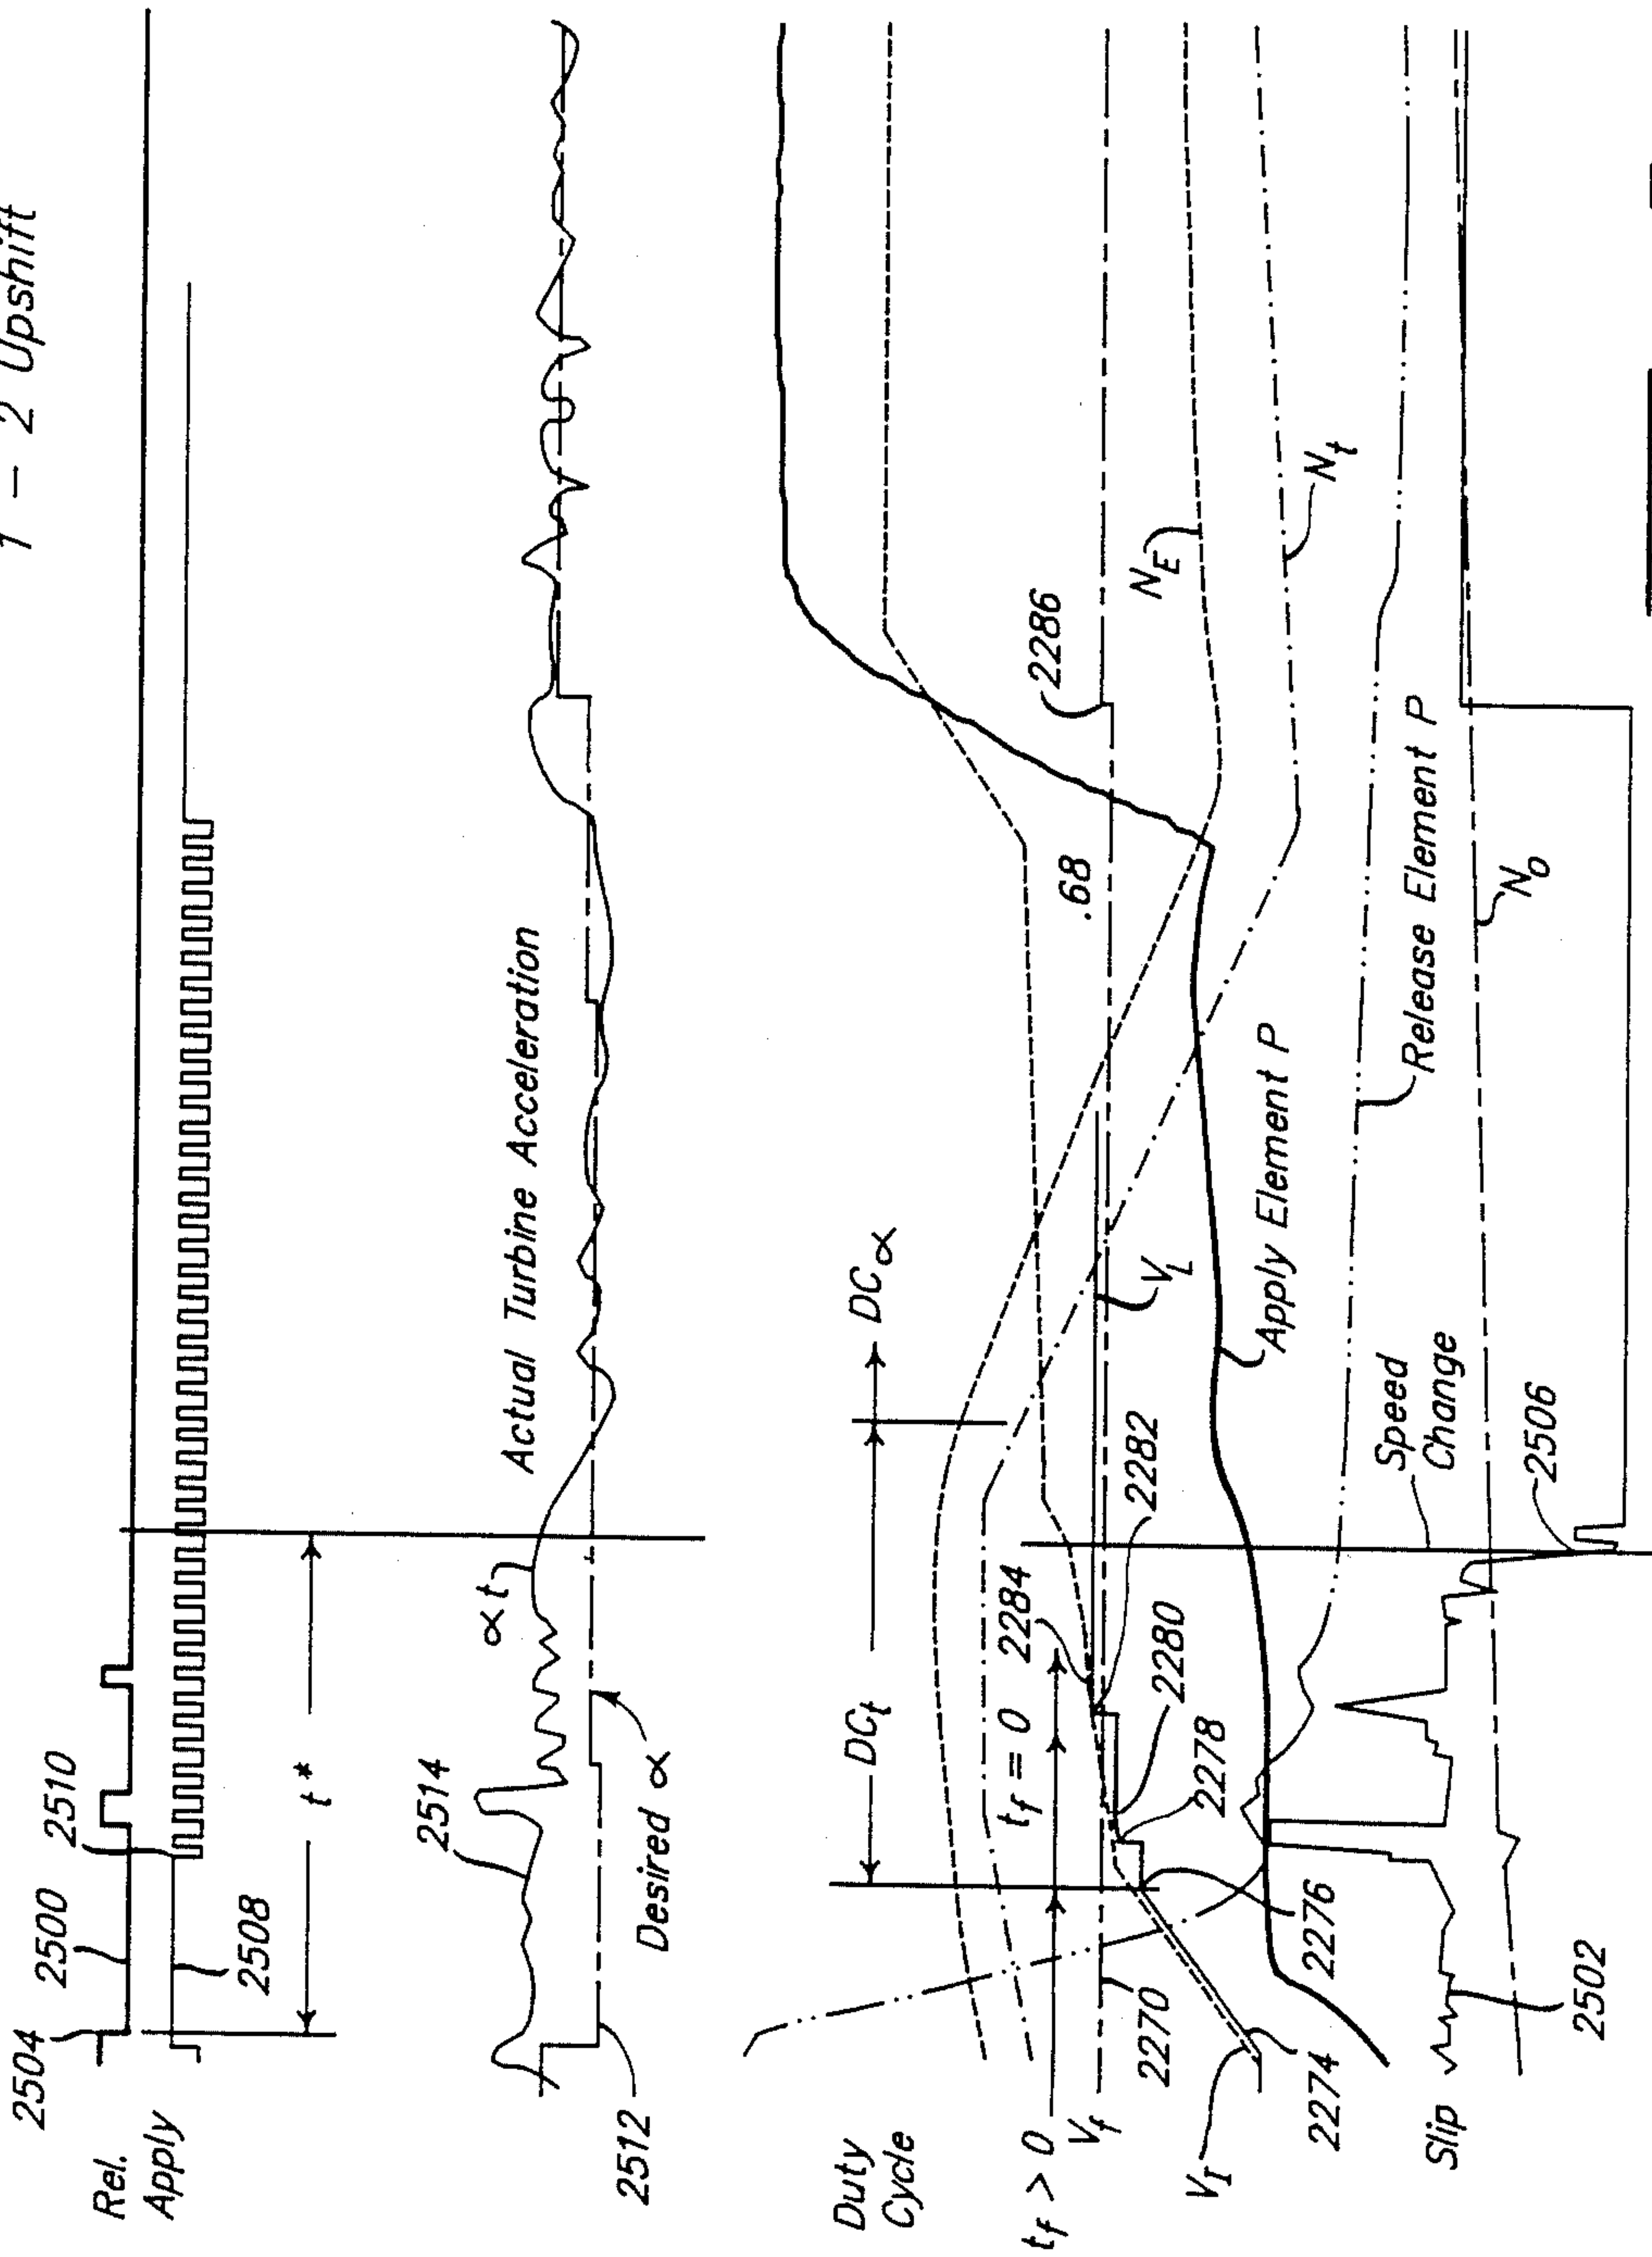 1 – 2 Upshift
2504
2500
2510
Rel.
Apply
2508
t*
2514
αt
Actual Turbine Acceleration
2512
Desired α
Duty
Cycle
DCt
DCα
tf > 0
tf = 0
2284
Vf
2270
2282
2280
2278
2276
VI
2274
VL
.68
2286
NE
Nt
Apply Element P
Release Element P
Speed
Change
NO
2506
Slip
2502